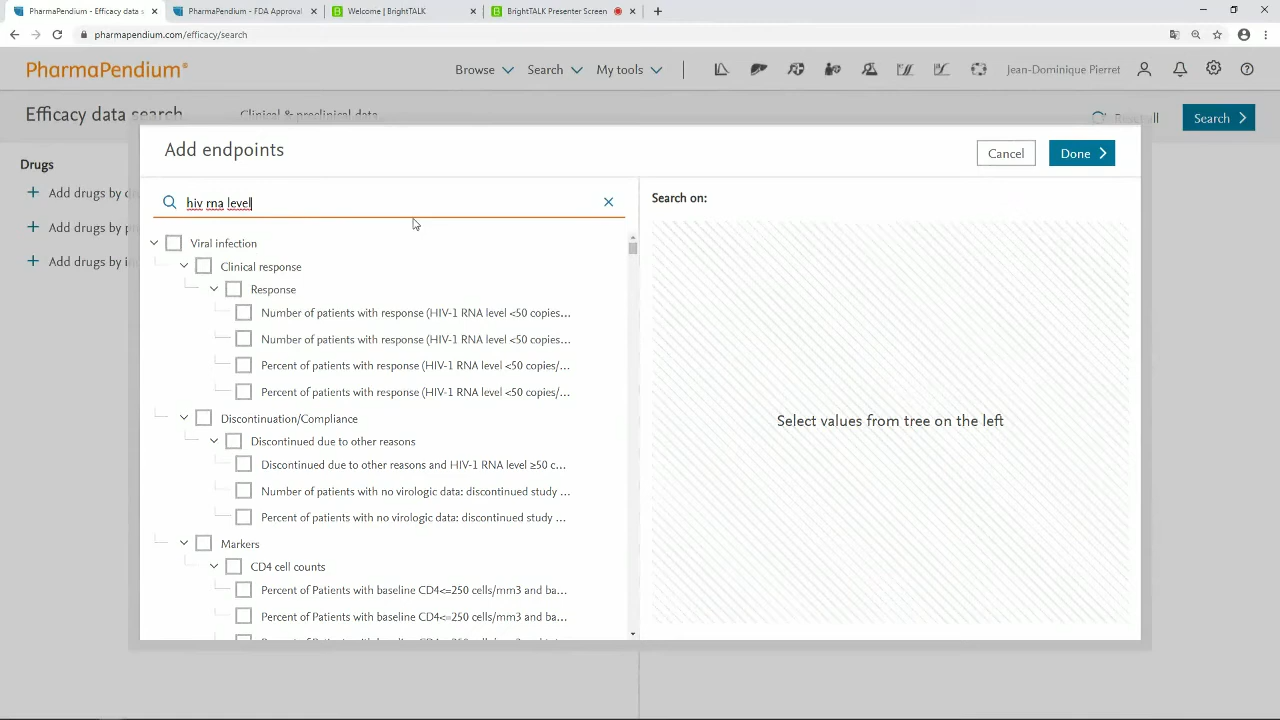 PharmaPendium - Efficacy data s
PharmaPendium - FDA Approval
Welcome | BrightTALK
BrightTALK Presenter Screen
pharmapendium.com/efficacy/search
PharmaPendium®
Browse
Search
My tools
Jean-Dominique Pierret
Efficacy data search
Clinical & preclinical data
Reset all
Search
Drugs
Add drugs by
Add drugs by
Add drugs by
Add endpoints
Cancel
Done
hiv rna level
Search on:
Viral infection
Clinical response
Response
Number of patients with response (HIV-1 RNA level <50 copies...
Number of patients with response (HIV-1 RNA level <50 copies...
Percent of patients with response (HIV-1 RNA level <50 copies/...
Percent of patients with response (HIV-1 RNA level <50 copies/...
Select values from tree on the left
Discontinuation/Compliance
Discontinued due to other reasons
Discontinued due to other reasons and HIV-1 RNA level ≥50 c...
Number of patients with no virologic data: discontinued study ...
Percent of patients with no virologic data: discontinued study ...
Markers
CD4 cell counts
Percent of Patients with baseline CD4<=250 cells/mm3 and ba...
Percent of Patients with baseline CD4<=250 cells/mm3 and ba...